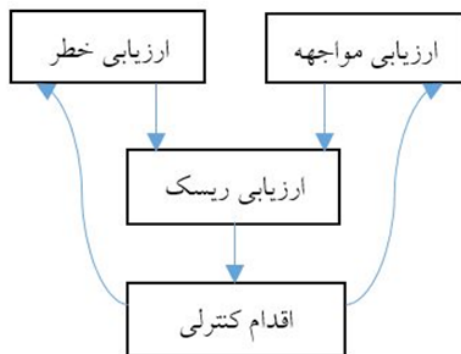 ارزیابی مواجهه
ارزیابی خطر
ارزیابی ریسک
اقدام کنترلی